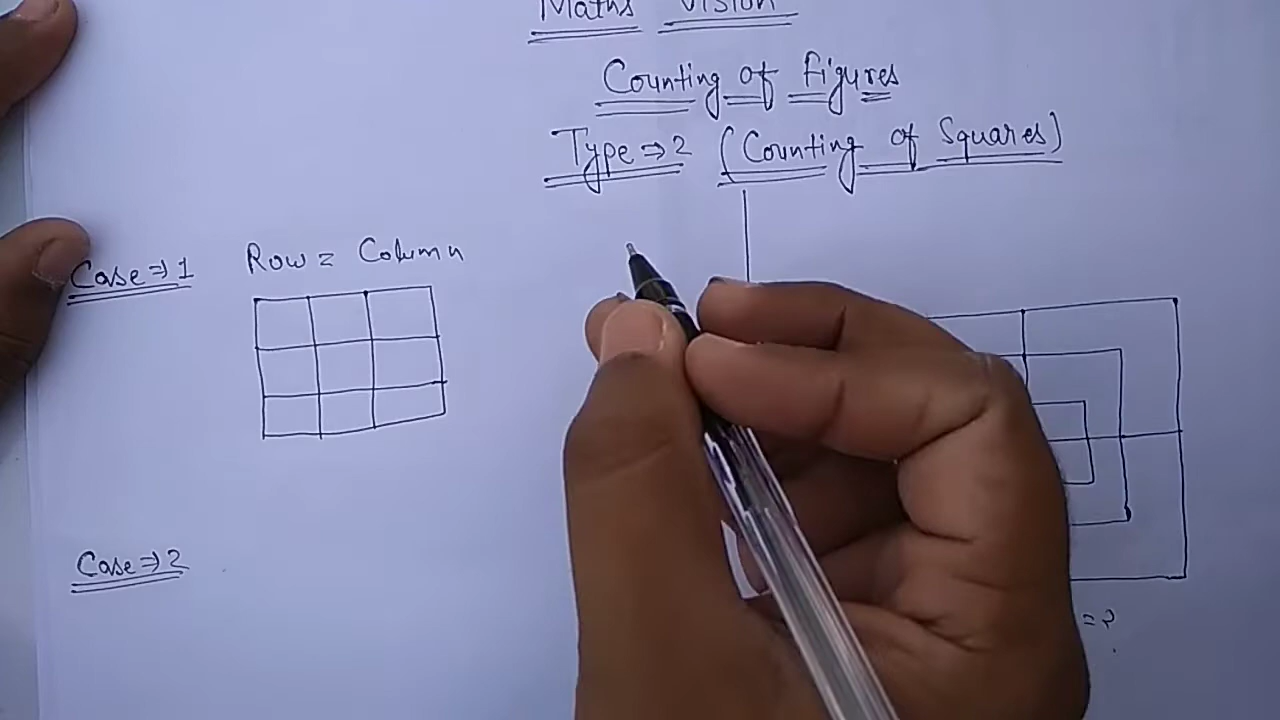 Maths Vision
Counting of Figures
Type ⇒ 2 (Counting of Squares)
Case ⇒ 1 Row = Column
Case ⇒ 2
= ?